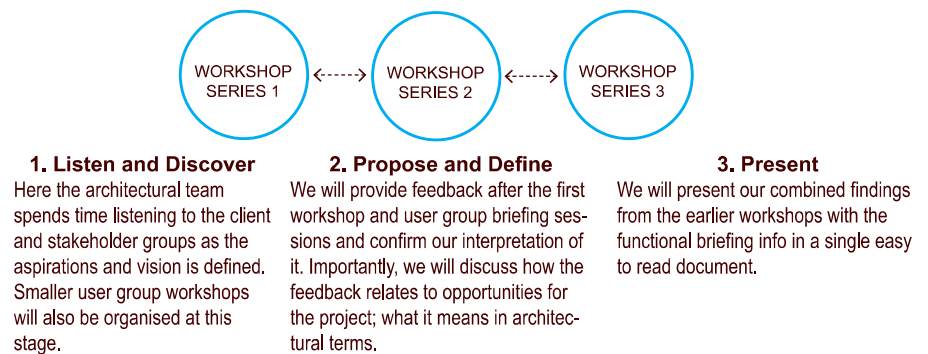 WORKSHOP
SERIES 1
WORKSHOP
SERIES 2
WORKSHOP
SERIES 3
1. Listen and Discover
Here the architectural team
spends time listening to the client
and stakeholder groups as the
aspirations and vision is defined.
Smaller user group workshops
will also be organised at this
stage.
2. Propose and Define
We will provide feedback after the first
workshop and user group briefing ses-
sions and confirm our interpretation of
it. Importantly, we will discuss how the
feedback relates to opportunities for
the project; what it means in architec-
tural terms.
3. Present
We will present our combined findings
from the earlier workshops with the
functional briefing info in a single easy
to read document.